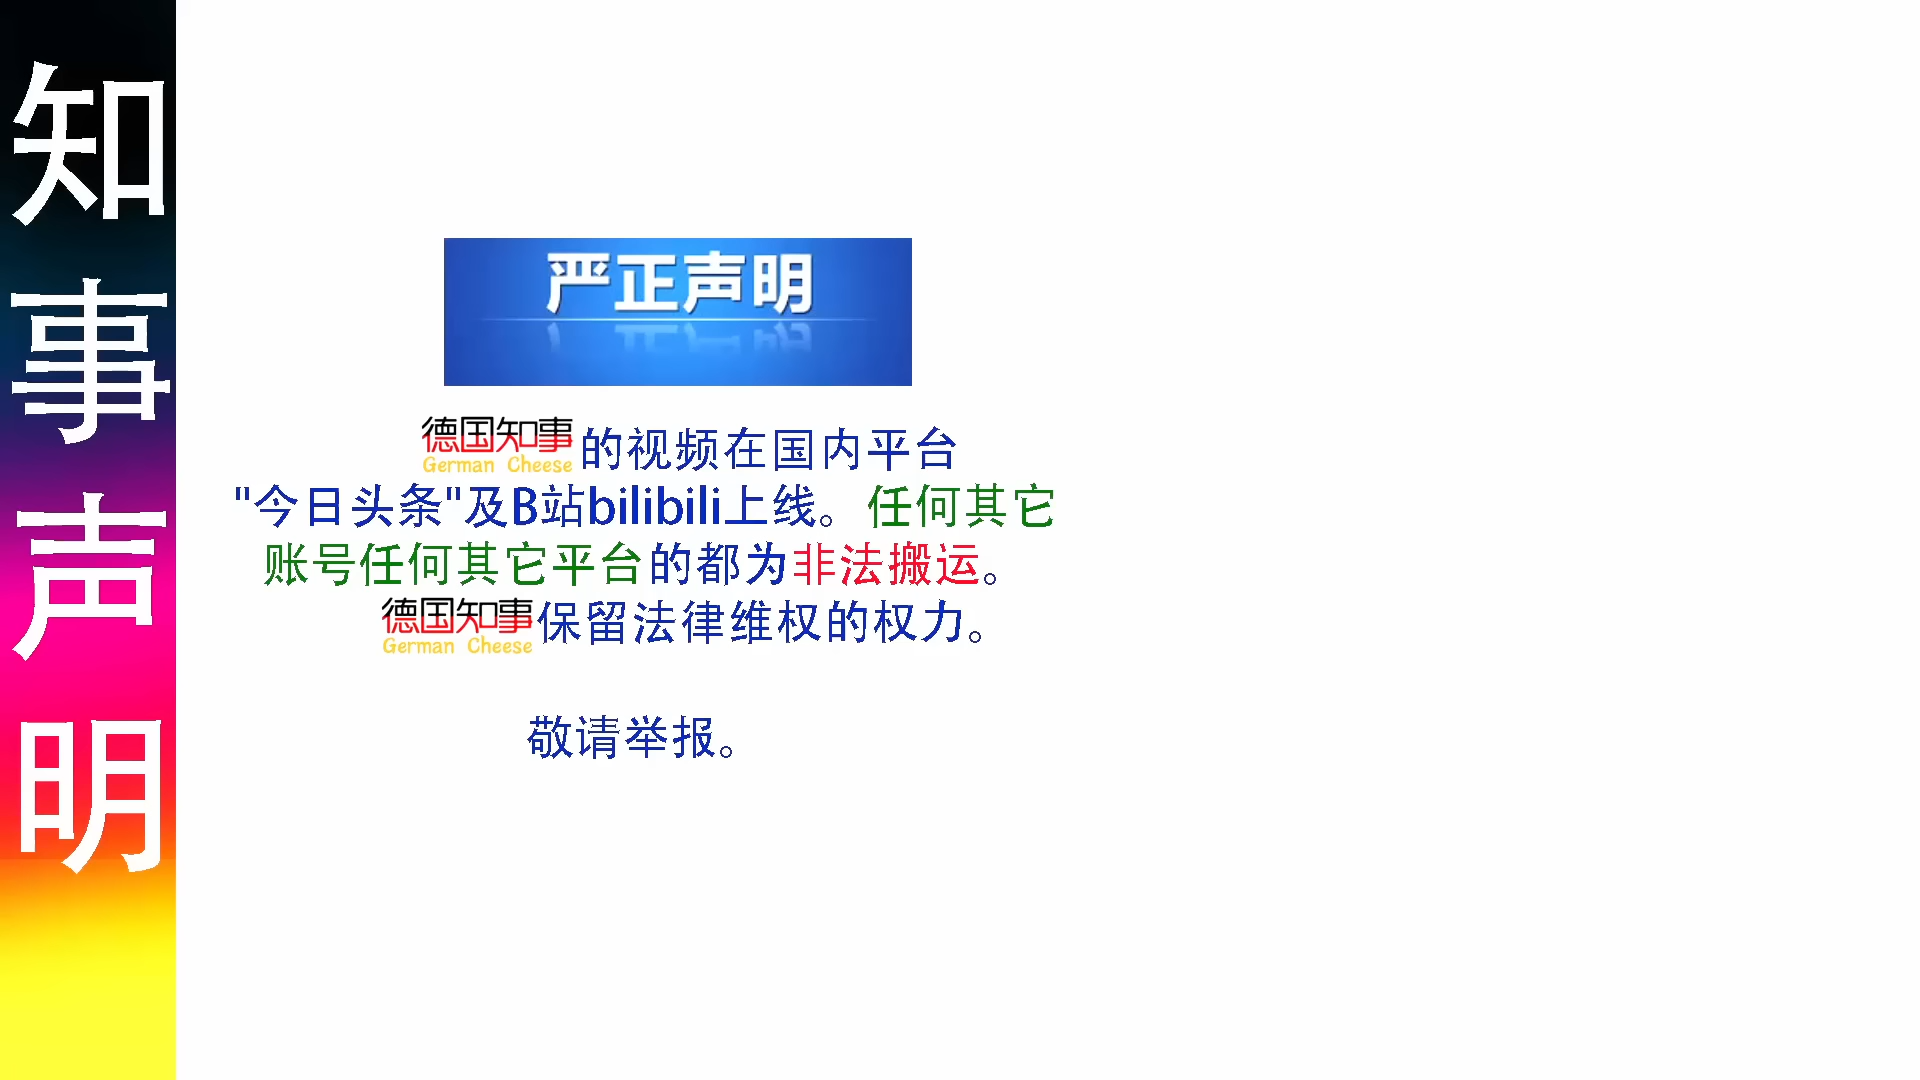 知事声明
严正声明
德国知事
German Cheese
的视频在国内平台
"今日头条"及B站bilibili上线。任何其它
账号任何其它平台的都为非法搬运。
德国知事
German Cheese
保留法律维权的权力。
敬请举报。